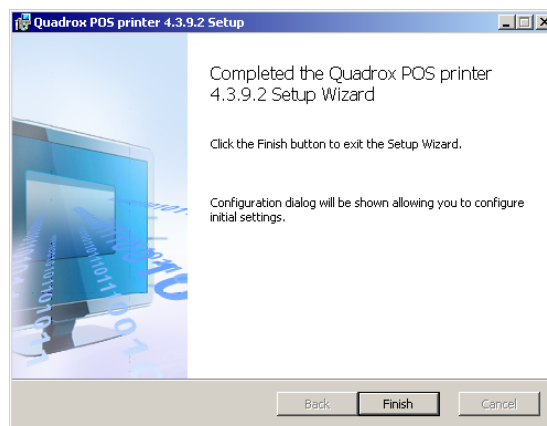 Quadrox POS printer 4.3.9.2 Setup
Completed the Quadrox POS printer
4.3.9.2 Setup Wizard
Click the Finish button to exit the Setup Wizard.
Configuration dialog will be shown allowing you to configure
initial settings.
Back
Finish
Cancel